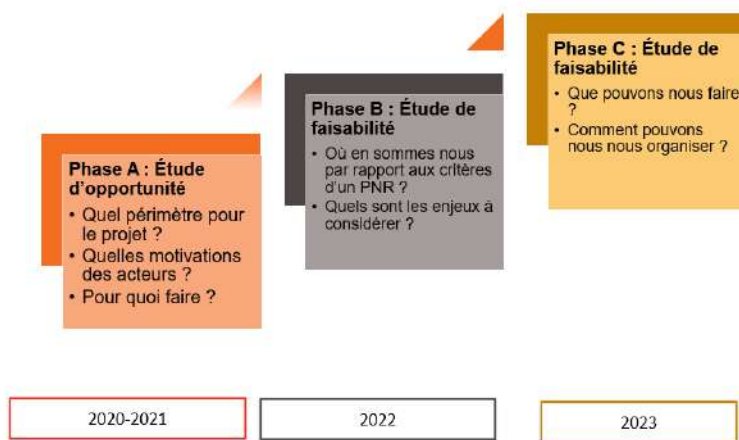 Phase A : Étude
d'opportunité
• Quel périmètre pour
le projet ?
• Quelles motivations
des acteurs ?
• Pour quoi faire ?
Phase B : Étude de
faisabilité
• Où en sommes nous
par rapport aux critères
d'un PNR ?
• Quels sont les enjeux à
considérer ?
Phase C : Étude de
faisabilité
• Que pouvons nous faire
?
• Comment pouvons
nous nous organiser ?
2020-2021
2022
2023